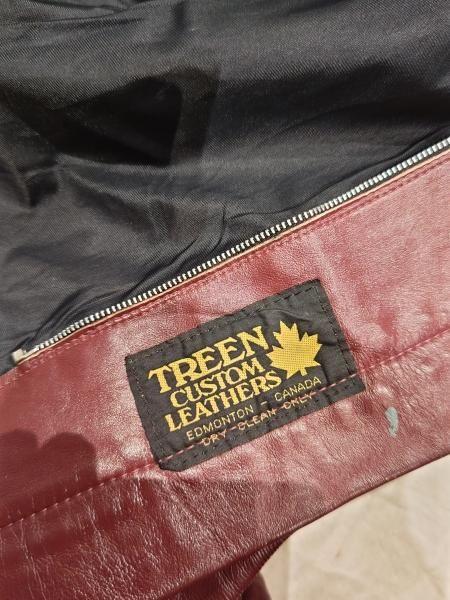 TREEN
CUSTOM
LEATHERS
EDMONTON - CANADA
DRY CLEAN ONLY